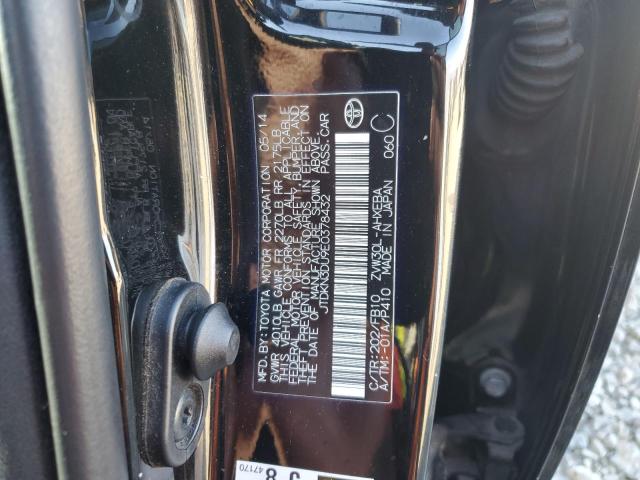 MFD. BY: TOYOTA MOTOR CORPORATION 05/14
GVWR 4010LB GAWR FR 2270LB RR 2175LB
THIS VEHICLE CONFORMS TO ALL APPLICABLE
FEDERAL MOTOR VEHICLE SAFETY, BUMPER, AND
THEFT PREVENTION STANDARDS IN EFFECT ON
THE DATE OF MANUFACTURE SHOWN ABOVE.
JTDKN3DU9E0378432 PASS. CAR
C/TR: 202/FB10 ZVW30L-AHXEBA
A/TM: -01A/P410 MADE IN JAPAN 060 C
47170